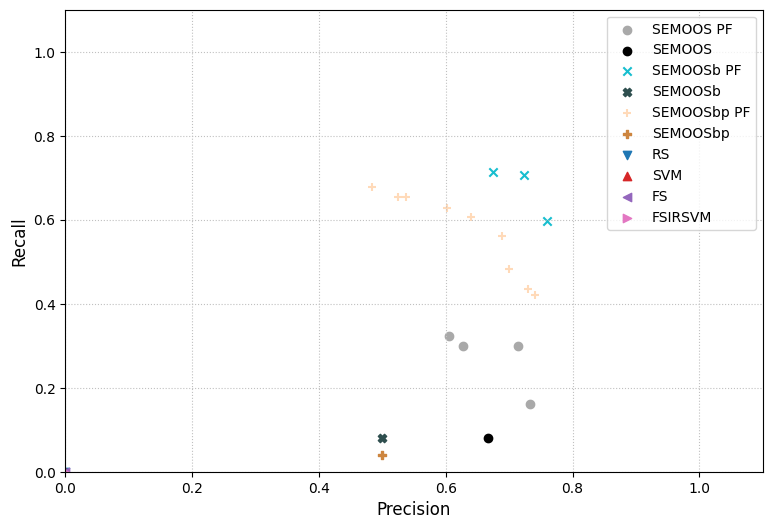 SEMOOS PF
SEMOOS
SEMOOSb PF
SEMOOSb
SEMOOSbp PF
SEMOOSbp
RS
SVM
FS
FSIRSVM
1.0
0.8
0.6
0.4
0.2
0.0
Recall
0.0 0.2 0.4 0.6 0.8 1.0
Precision